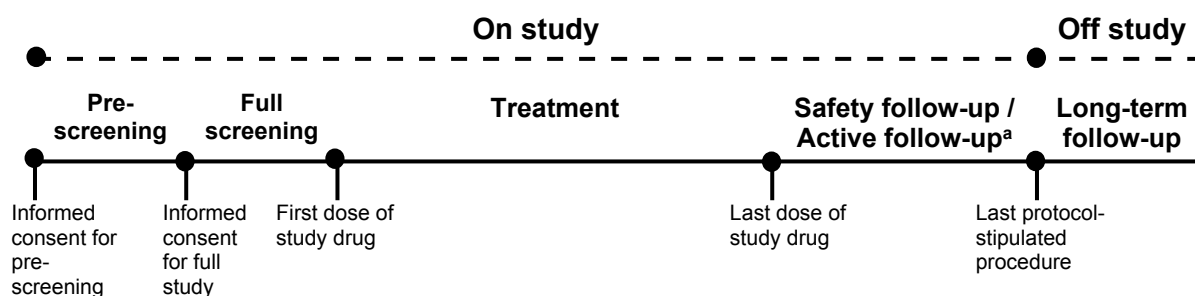 On study
Off study
Pre-
screening
Full
screening
Treatment
Safety follow-up /
Active follow-upᵃ
Long-term
follow-up
Informed
consent for
pre-
screening
Informed
consent
for full
study
First dose of
study drug
Last dose of
study drug
Last protocol-
stipulated
procedure